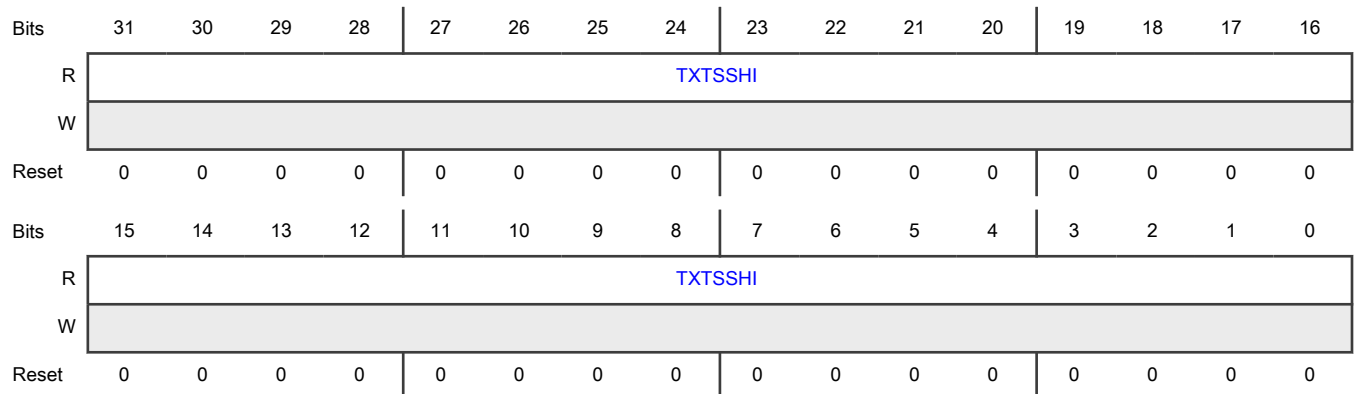 Bits 31 30 29 28 27 26 25 24 23 22 21 20 19 18 17 16
R TXTSSHI
W
Reset 0 0 0 0 0 0 0 0 0 0 0 0 0 0 0 0
Bits 15 14 13 12 11 10 9 8 7 6 5 4 3 2 1 0
R TXTSSHI
W
Reset 0 0 0 0 0 0 0 0 0 0 0 0 0 0 0 0